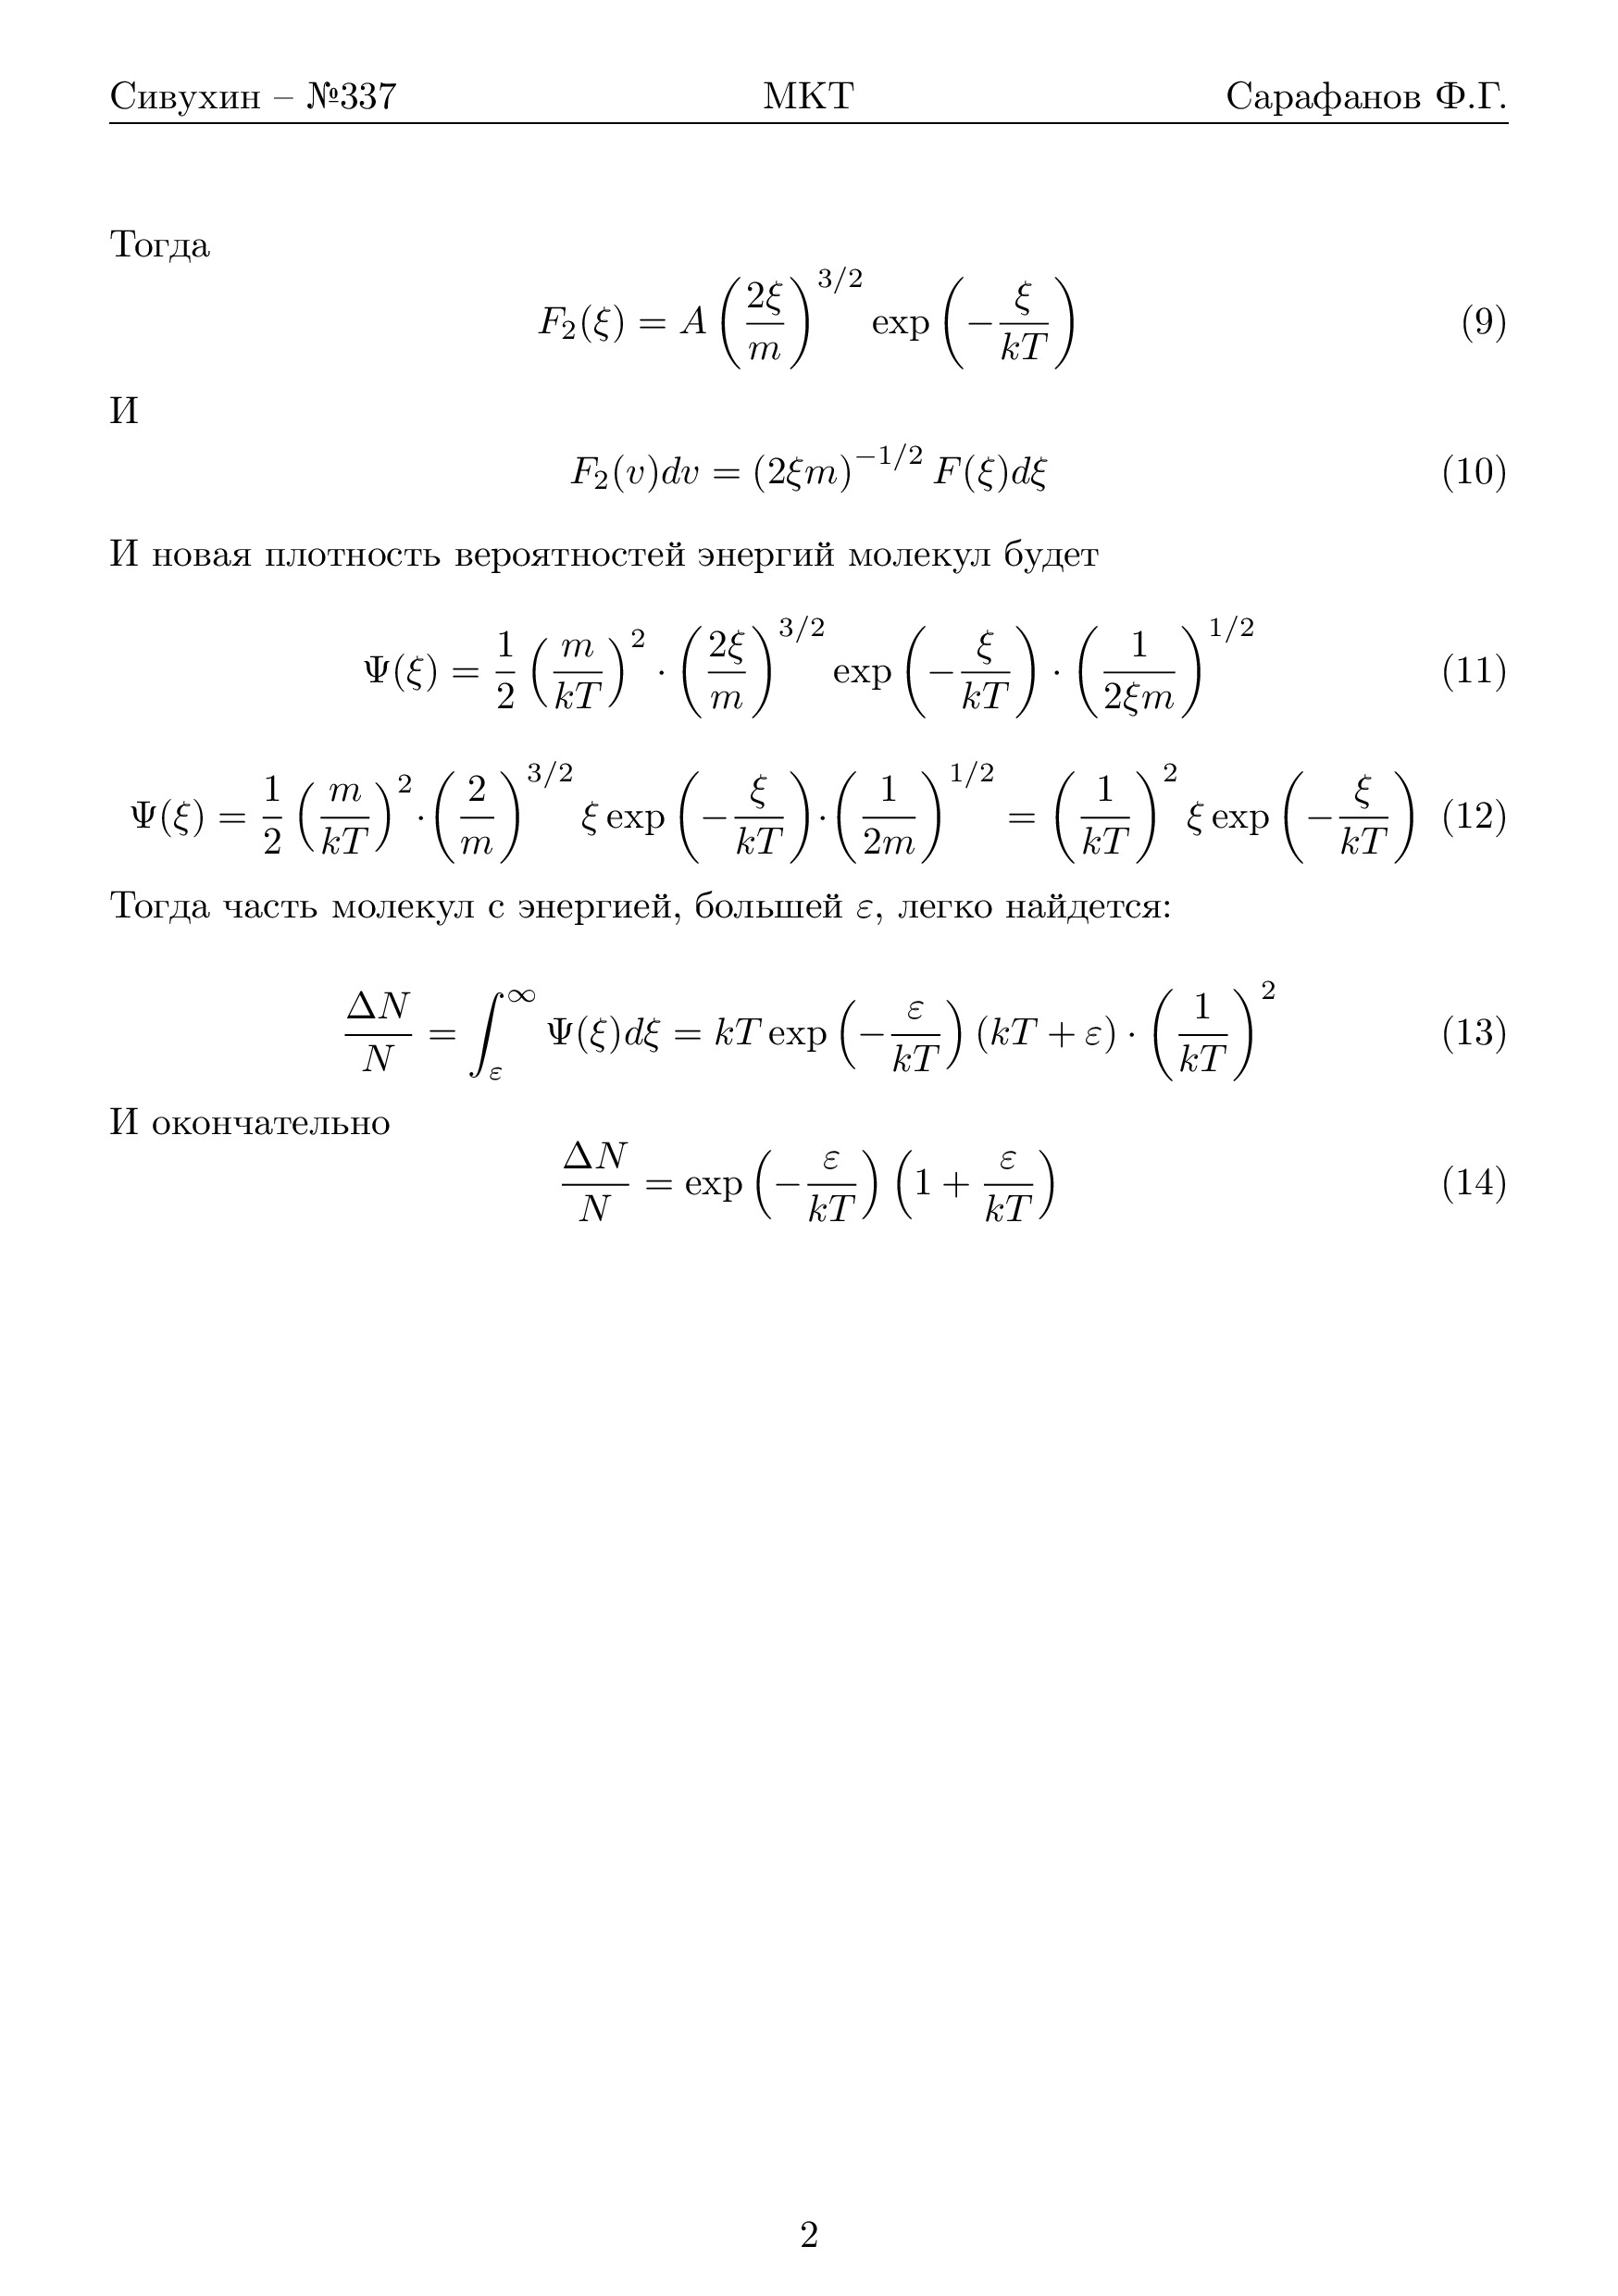 Сивухин – №337 МКТ Сарафанов Ф.Г.
Тогда
$F_2(\xi) = A \left(\frac{2\xi}{m}\right)^{3/2} \exp\left(-\frac{\xi}{kT}\right)$ (9)
И
$F_2(v)dv = (2\xi m)^{-1/2} F(\xi)d\xi$ (10)
И новая плотность вероятностей энергий молекул будет
$\Psi(\xi) = \frac{1}{2} \left(\frac{m}{kT}\right)^2 \cdot \left(\frac{2\xi}{m}\right)^{3/2} \exp\left(-\frac{\xi}{kT}\right) \cdot \left(\frac{1}{2\xi m}\right)^{1/2}$ (11)
$\Psi(\xi) = \frac{1}{2} \left(\frac{m}{kT}\right)^2 \cdot \left(\frac{2}{m}\right)^{3/2} \xi \exp\left(-\frac{\xi}{kT}\right) \cdot \left(\frac{1}{2m}\right)^{1/2} = \left(\frac{1}{kT}\right)^2 \xi \exp\left(-\frac{\xi}{kT}\right)$ (12)
Тогда часть молекул с энергией, большей $\varepsilon$, легко найдется:
$\frac{\Delta N}{N} = \int_{\varepsilon}^{\infty} \Psi(\xi)d\xi = kT \exp\left(-\frac{\varepsilon}{kT}\right) (kT + \varepsilon) \cdot \left(\frac{1}{kT}\right)^2$ (13)
И окончательно
$\frac{\Delta N}{N} = \exp\left(-\frac{\varepsilon}{kT}\right) \left(1 + \frac{\varepsilon}{kT}\right)$ (14)
2